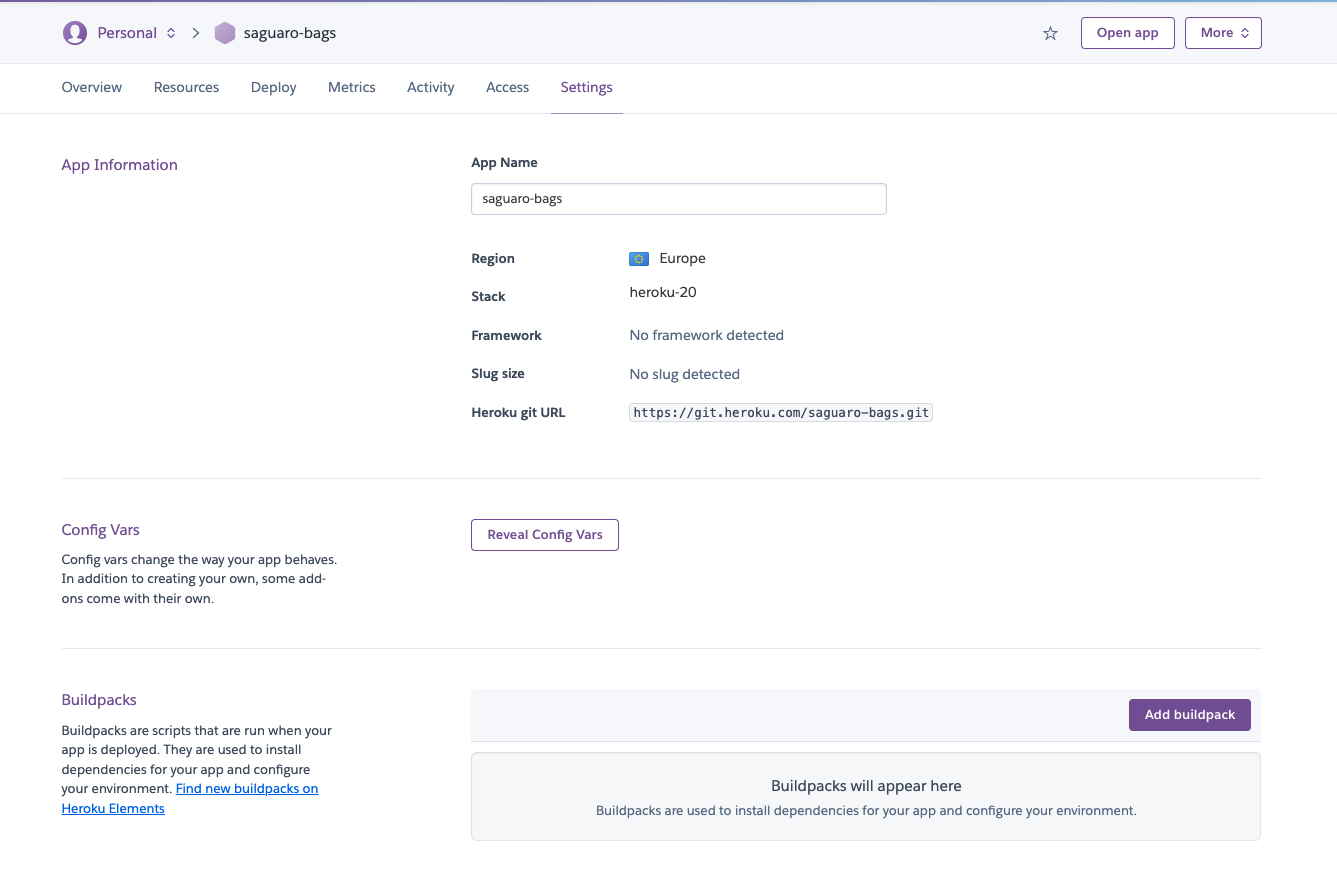 Personal
saguaro-bags
Open app
More
Overview
Resources
Deploy
Metrics
Activity
Access
Settings
App Information
App Name
saguaro-bags
Region
Europe
Stack
heroku-20
Framework
No framework detected
Slug size
No slug detected
Heroku git URL
https://git.heroku.com/saguaro-bags.git
Config Vars
Config vars change the way your app behaves.
In addition to creating your own, some add-
ons come with their own.
Reveal Config Vars
Buildpacks
Buildpacks are scripts that are run when your
app is deployed. They are used to install
dependencies for your app and configure
your environment. Find new buildpacks on
Heroku Elements
Add buildpack
Buildpacks will appear here
Buildpacks are used to install dependencies for your app and configure your environment.